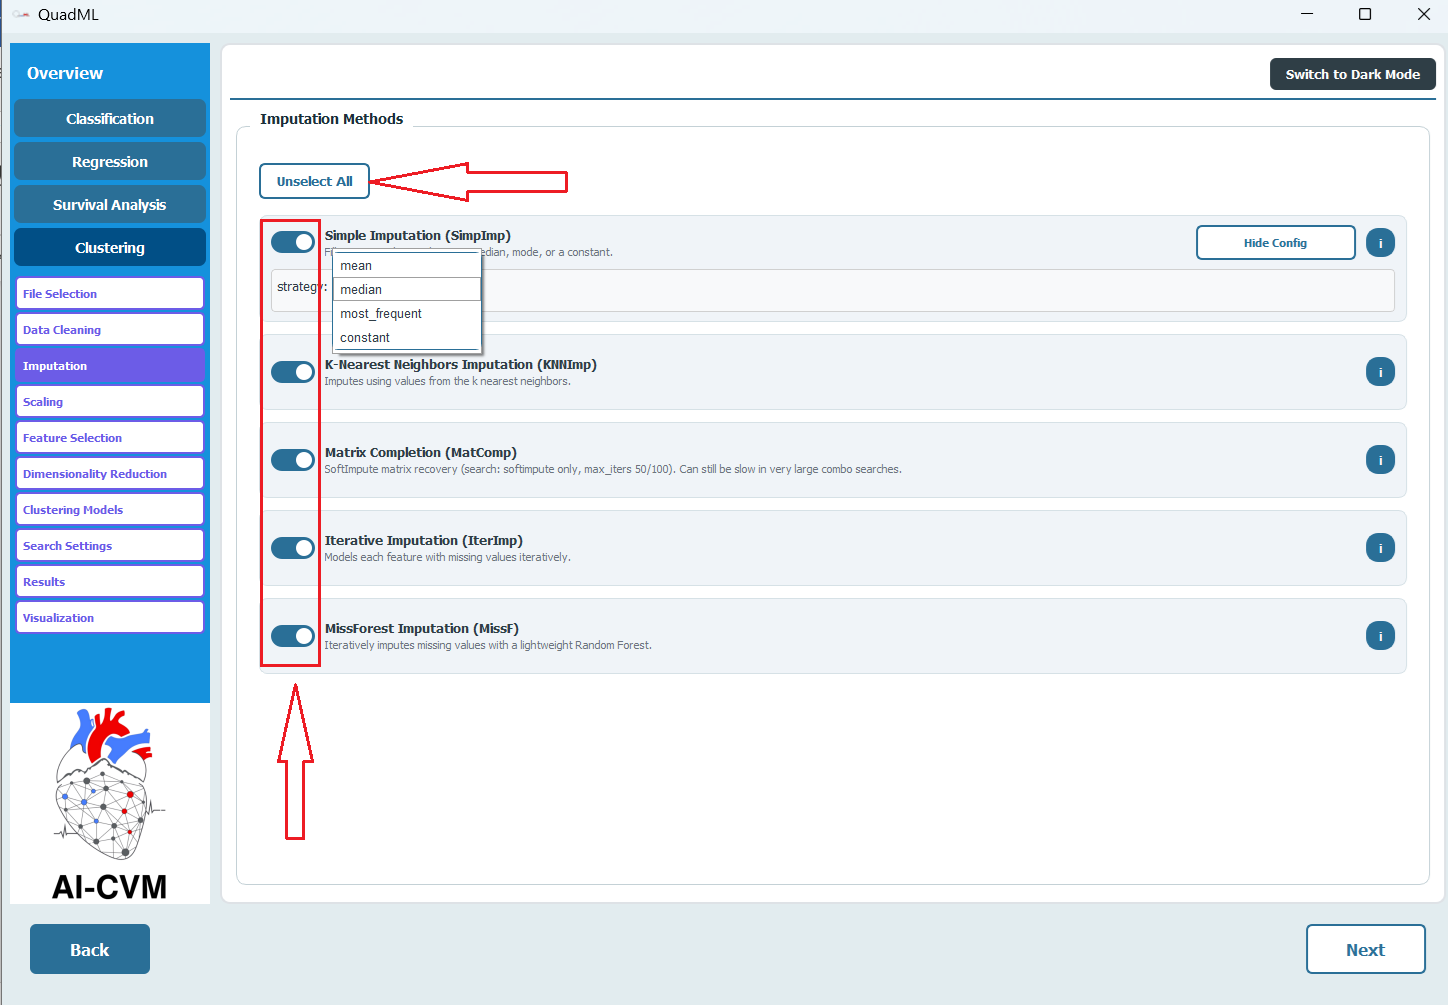 QuadML
Overview
Classification
Regression
Survival Analysis
Clustering
File Selection
Data Cleaning
Imputation
Scaling
Feature Selection
Dimensionality Reduction
Clustering Models
Search Settings
Results
Visualization
AI-CVM
Back
Switch to Dark Mode
Imputation Methods
Unselect All
Simple Imputation (SimpImp)
edian, mode, or a constant.
Hide Config
i
strategy:
mean
median
most_frequent
constant
K-Nearest Neighbors Imputation (KNNImp)
Imputes using values from the k nearest neighbors.
i
Matrix Completion (MatComp)
SoftImpute matrix recovery (search: softimpute only, max_iters 50/100). Can still be slow in very large combo searches.
i
Iterative Imputation (IterImp)
Models each feature with missing values iteratively.
i
MissForest Imputation (MissF)
Iteratively imputes missing values with a lightweight Random Forest.
i
Next